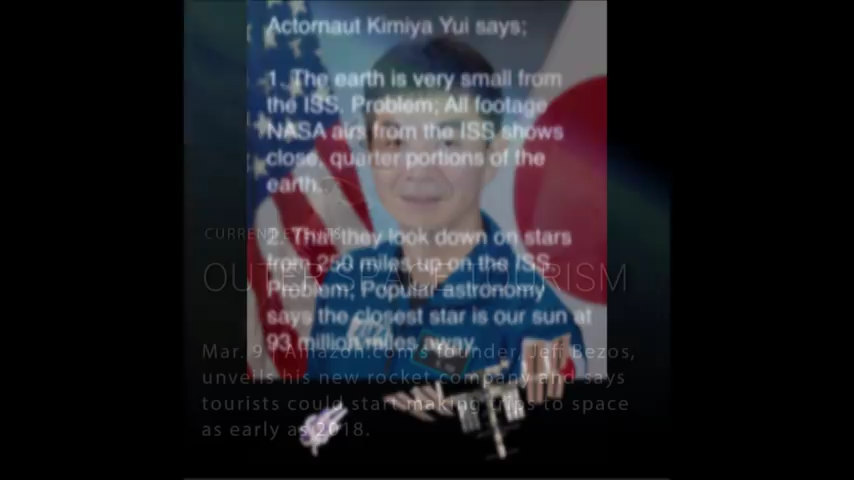 Actornaut Kimiya Yui says;
1. The earth is very small from
the ISS. Problem; All footage
NASA airs from the ISS shows
close, quarter portions of the
earth.
CURRENT EVENTS
2. That they look down on stars
from 250 miles up on the ISS
OUTER SPACE TOURISM
Problem; Popular astronomy
says the closest star is our sun at
93 million miles away.
Mar. 9 Amazon.com's founder, Jeff Bezos,
unveils his new rocket company and says
tourists could start making trips to space
as early as 2018.